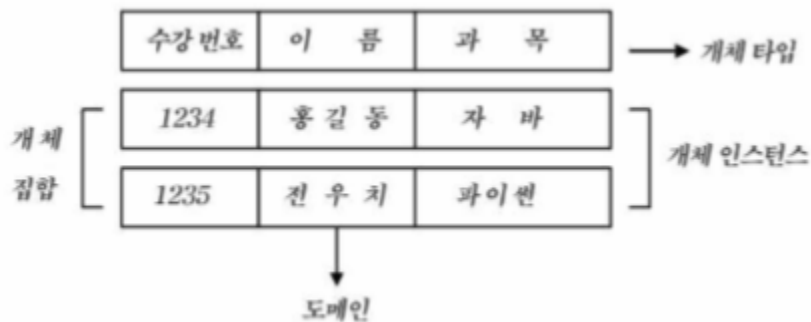 수강 번호 이 름 과 목 개체 타입
개 체
집합
1234 홍 길 동 자 바
개체 인스턴스
1235 전 우 치 파이썬
도메인